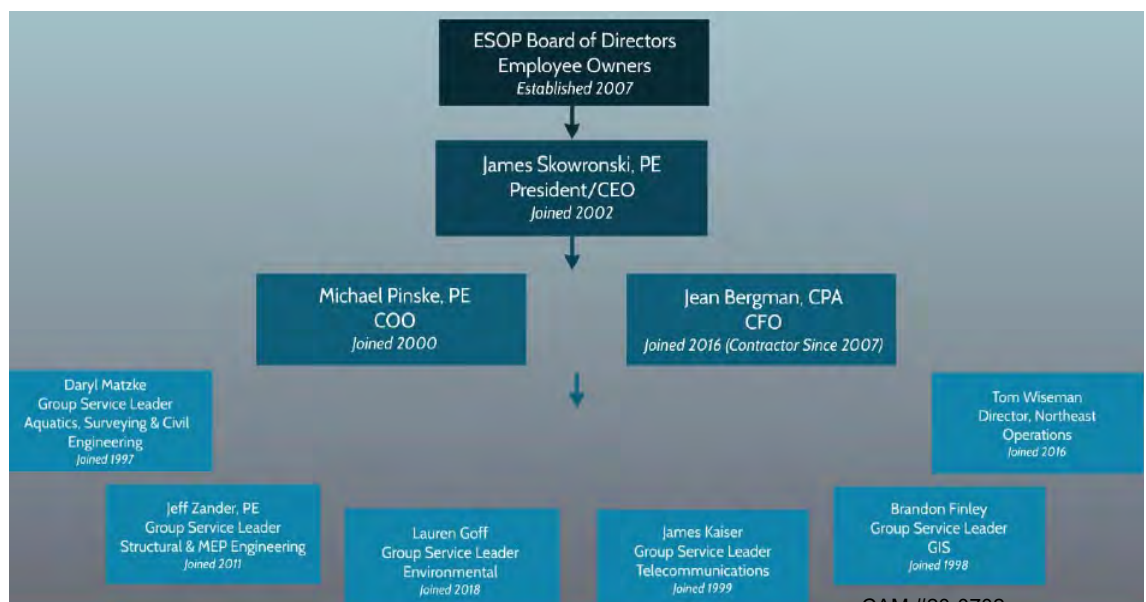 ESOP Board of Directors
Employee Owners
Established 2007
James Skowronski, PE
President/CEO
Joined 2002
Michael Pinske, PE
COO
Joined 2000
Jean Bergman, CPA
CFO
Joined 2016 (Contractor Since 2007)
Daryl Matzke
Group Service Leader
Aquatics, Surveying & Civil
Engineering
Joined 1997
Tom Wiseman
Director, Northeast
Operations
Joined 2016
Jeff Zander, PE
Group Service Leader
Structural & MEP Engineering
Joined 2011
Lauren Goff
Group Service Leader
Environmental
Joined 2018
James Kaiser
Group Service Leader
Telecommunications
Joined 1999
Brandon Finley
Group Service Leader
GIS
Joined 1998